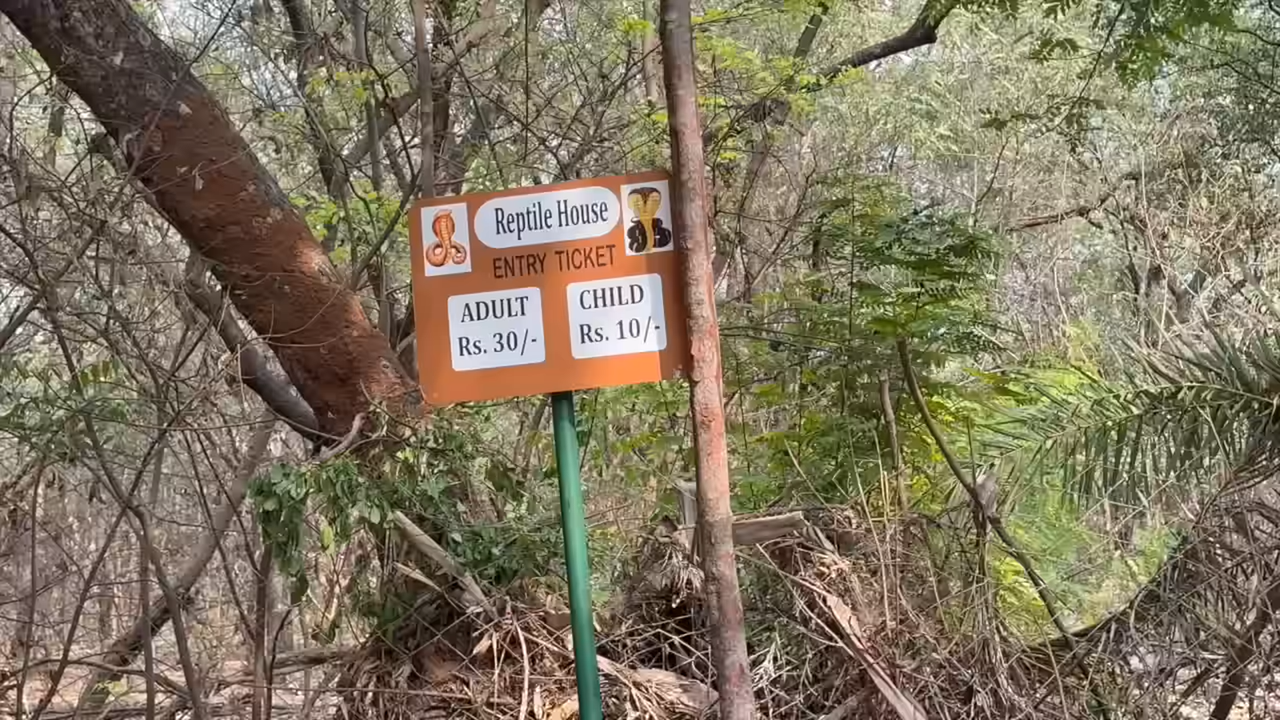 Reptile House
ENTRY TICKET
ADULT
Rs. 30/-
CHILD
Rs. 10/-